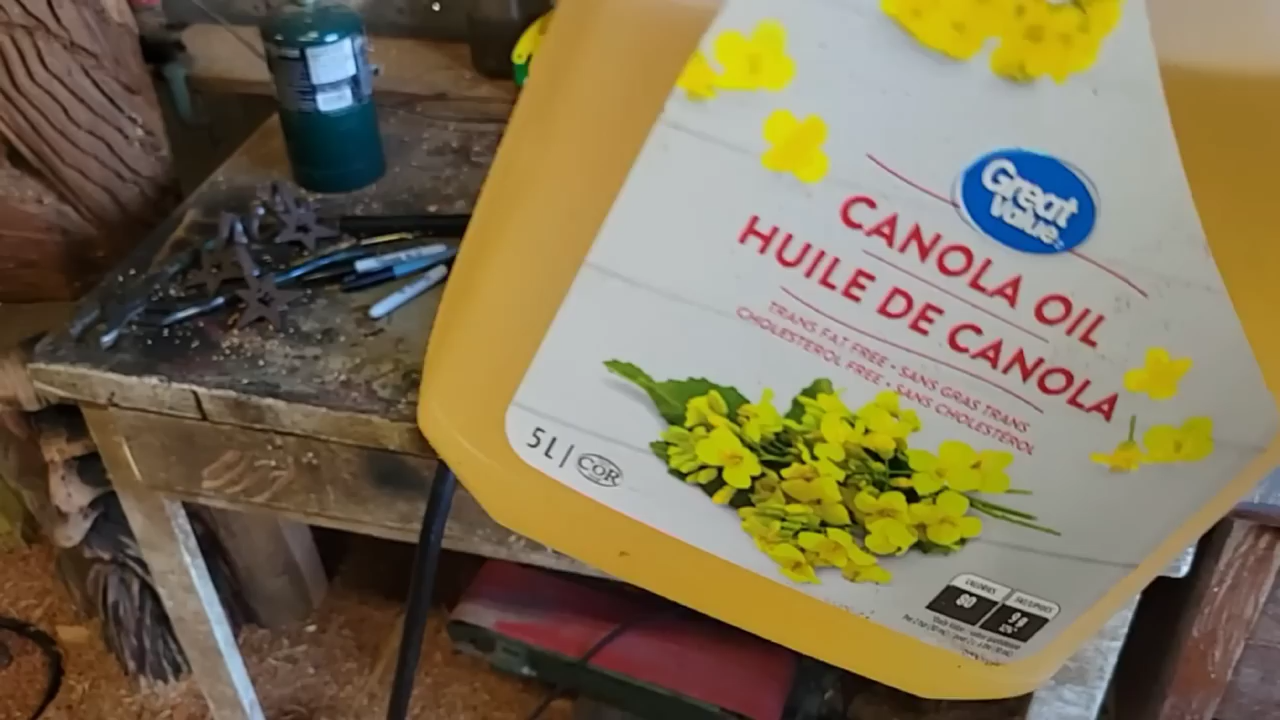 Great
Value
CANOLA OIL
HUILE DE CANOLA
TRANS FAT FREE • SANS GRAS TRANS
CHOLESTEROL FREE • SANS CHOLESTÉROL
5L | COR
CALORIES
80
9 g